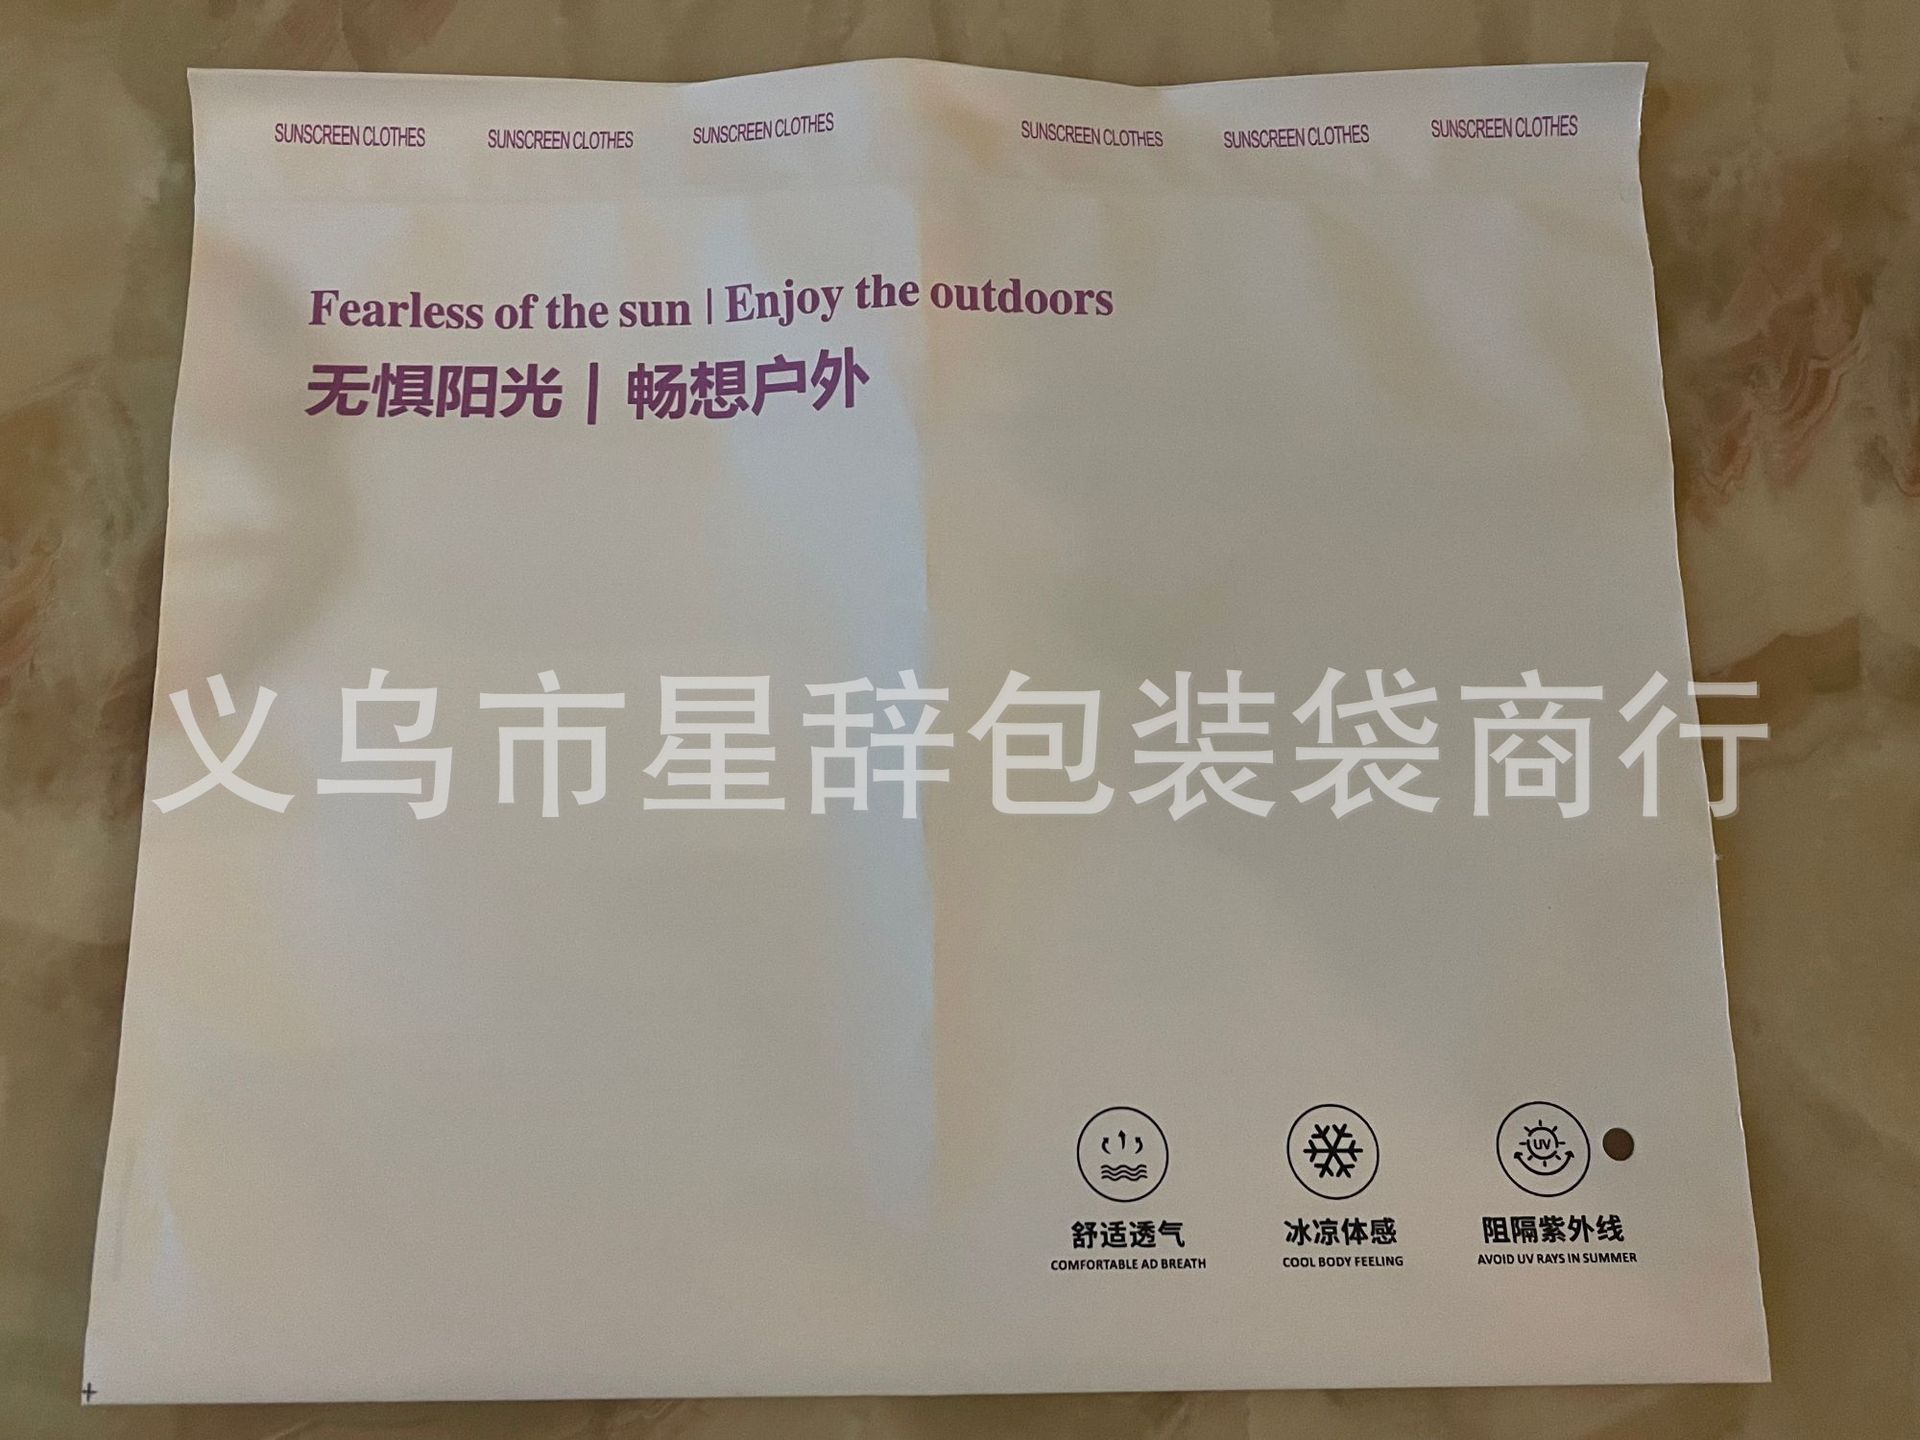 SUNSCREEN CLOTHES SUNSCREEN CLOTHES SUNSCREEN CLOTHES SUNSCREEN CLOTHES SUNSCREEN CLOTHES SUNSCREEN CLOTHES
Fearless of the sun | Enjoy the outdoors
无惧阳光 | 畅想户外
义乌市星辞包装袋商行
UV
舒适透气 冰凉体感 阻隔紫外线
COMFORTABLE AD BREATH COOL BODY FEELING AVOID UV RAYS IN SUMMER